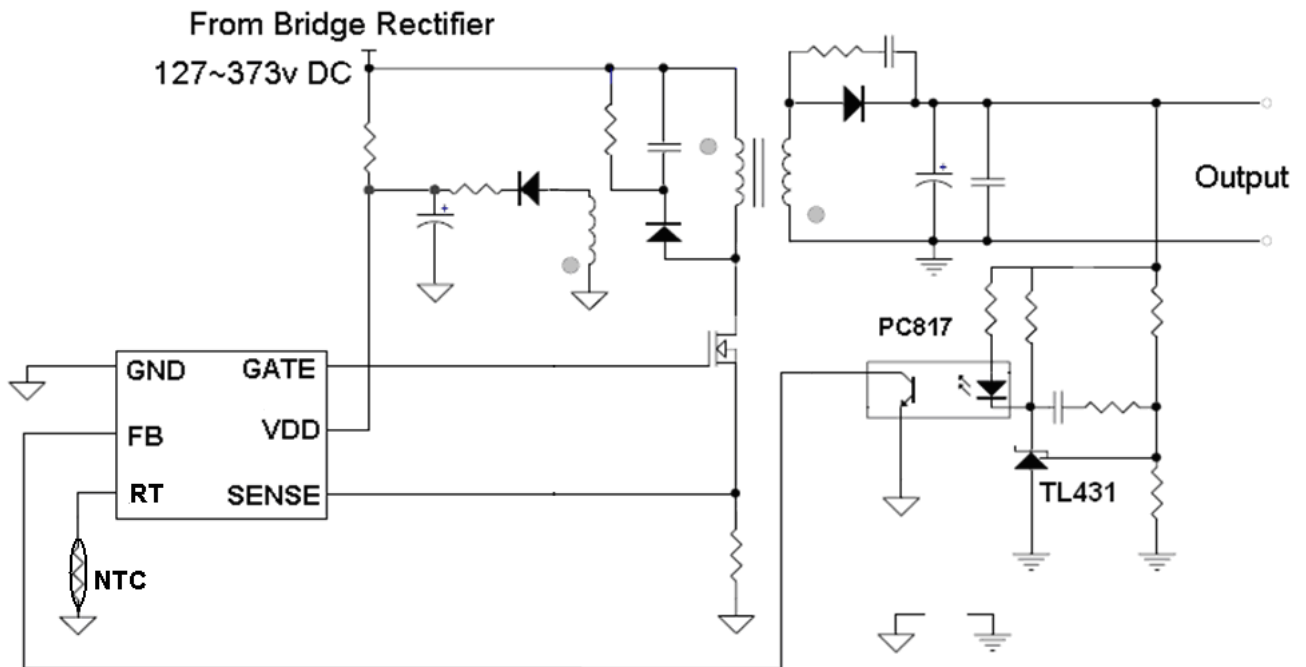 From Bridge Rectifier
127~373v DC
Output
PC817
GND
GATE
FB
VDD
RT
SENSE
TL431
NTC
+
+